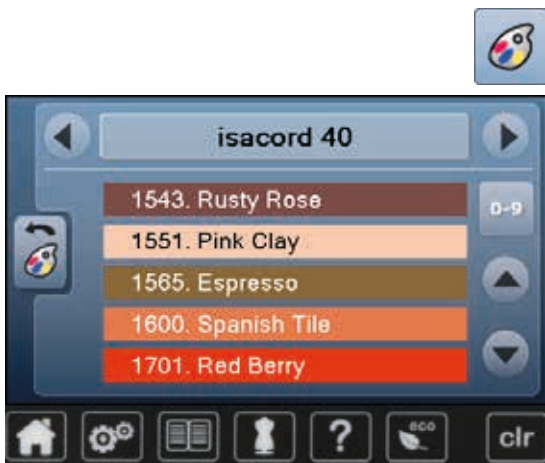 isacord 40
1543. Rusty Rose
0-9
1551. Pink Clay
1565. Espresso
1600. Spanish Tile
1701. Red Berry
?
eco
clr